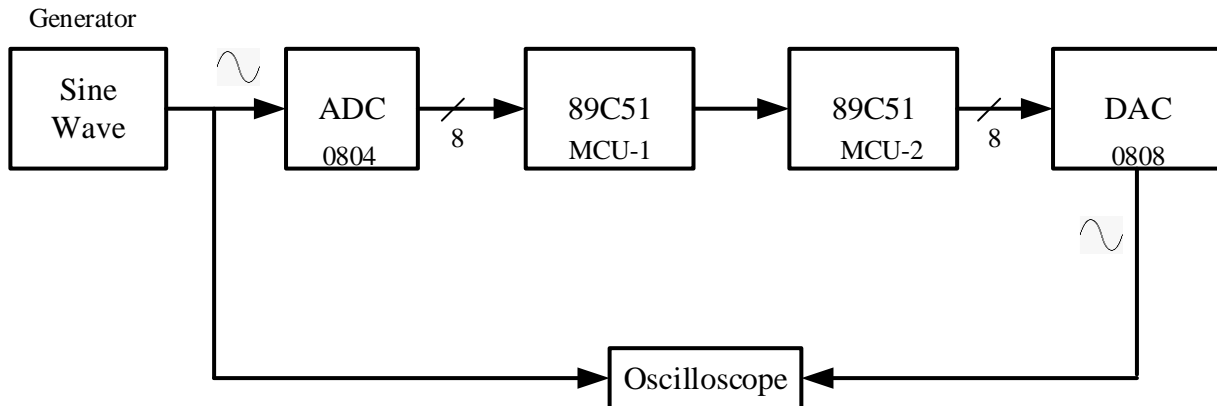 Generator
Sine
Wave
ADC
0804
8
89C51
MCU-1
89C51
MCU-2
8
DAC
0808
Oscilloscope